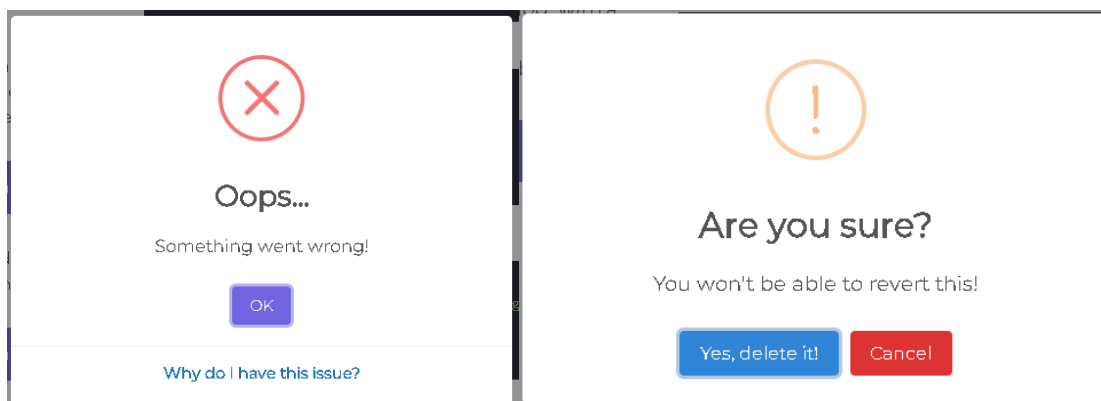 Oops...
Something went wrong!
OK
Why do I have this issue?
Are you sure?
You won't be able to revert this!
Yes, delete it!
Cancel